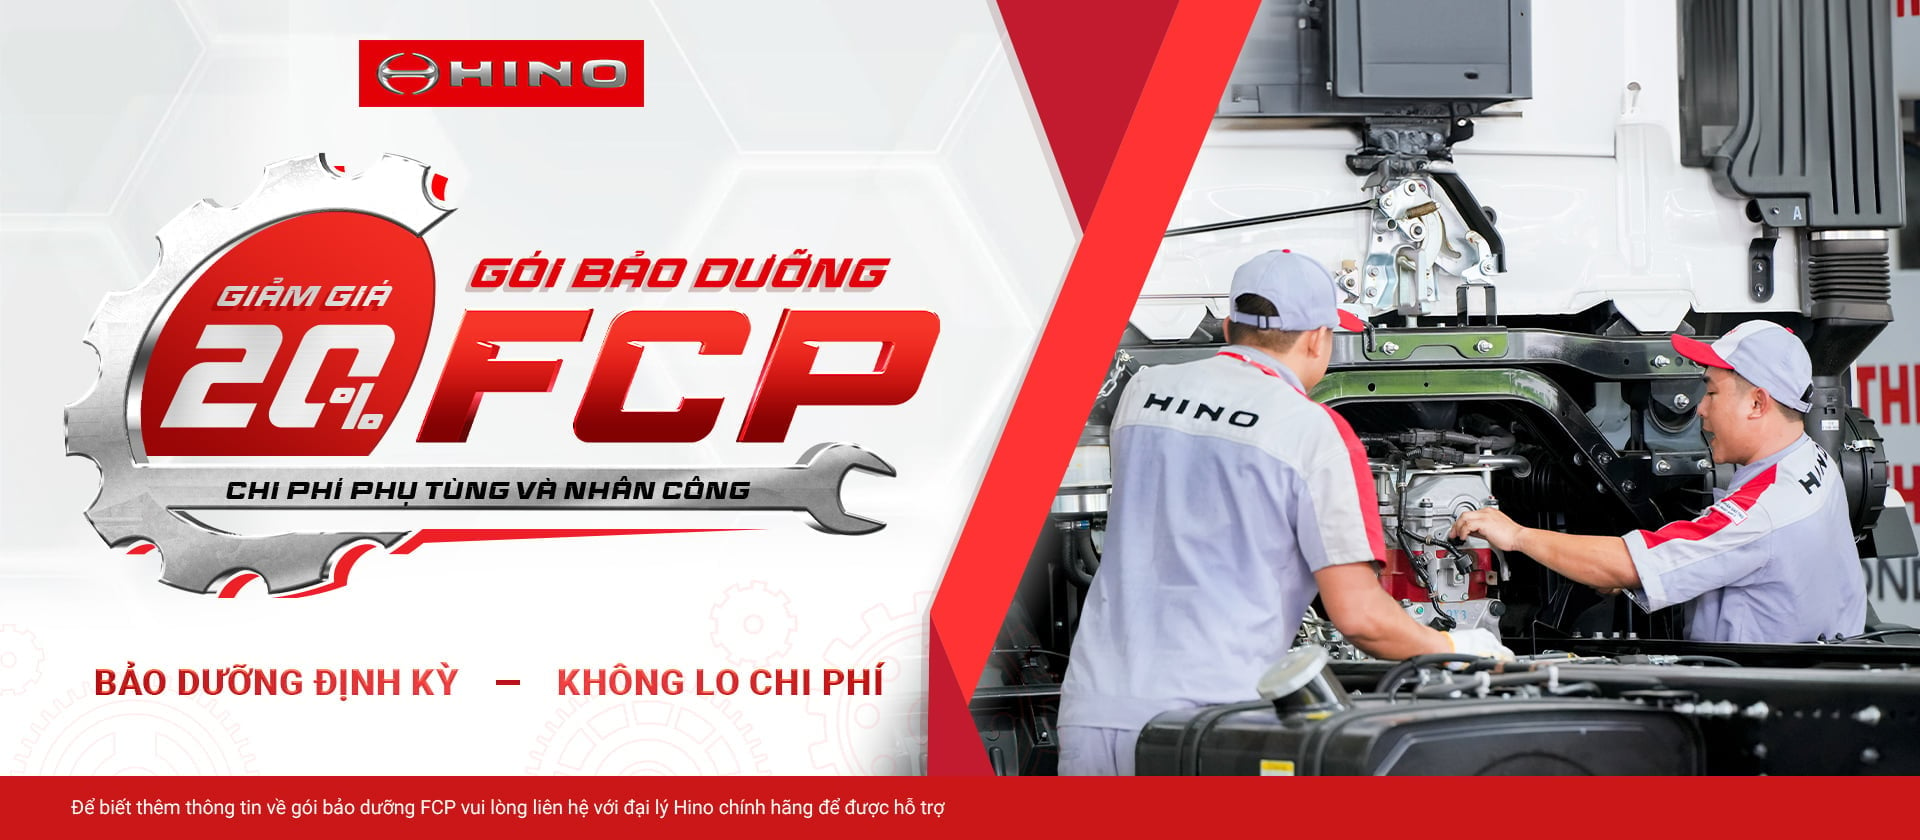 HINO
GÓI BẢO DƯỠNG
FCP
GIẢM GIÁ
20%
CHI PHÍ PHỤ TÙNG VÀ NHÂN CÔNG
BẢO DƯỠNG ĐỊNH KỲ – KHÔNG LO CHI PHÍ
Để biết thêm thông tin về gói bảo dưỡng FCP vui lòng liên hệ với đại lý Hino chính hãng để được hỗ trợ
HINO
HINO
A